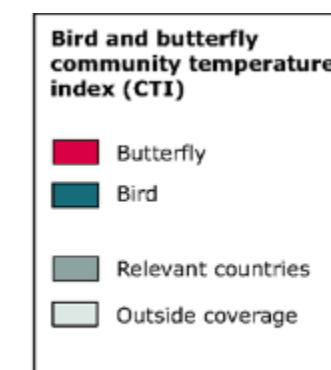 Bird and butterfly
community temperature
index (CTI)
Butterfly
Bird
Relevant countries
Outside coverage